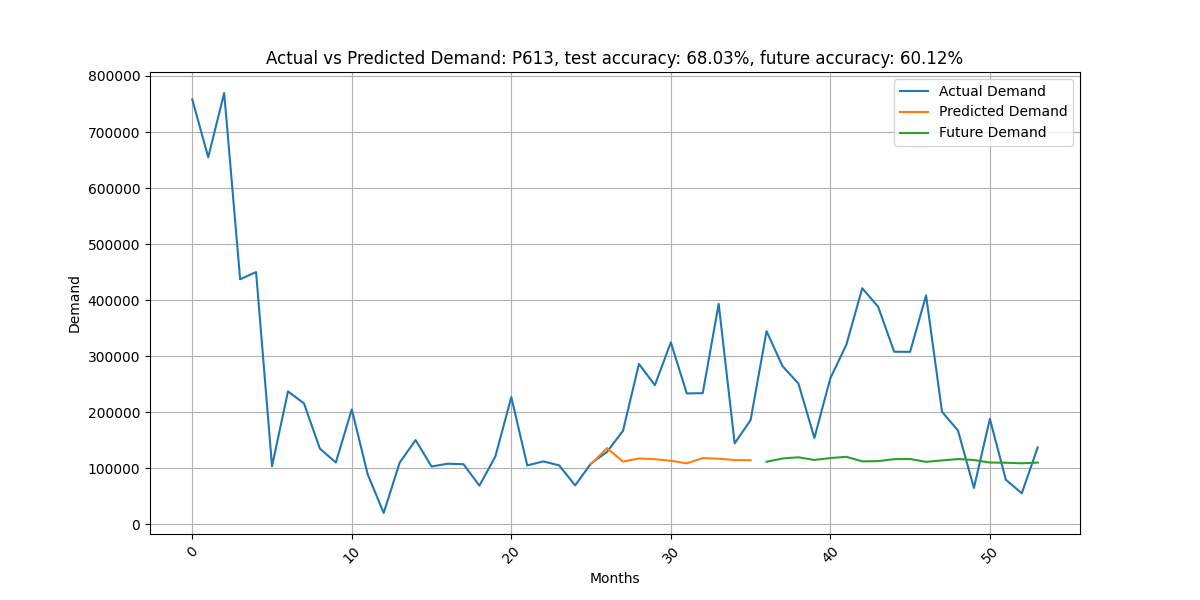 Actual vs Predicted Demand: P613, test accuracy: 68.03%, future accuracy: 60.12%
800000
700000
600000
500000
400000
300000
200000
100000
0
Demand
Actual Demand
Predicted Demand
Future Demand
0
10
20
30
40
50
Months